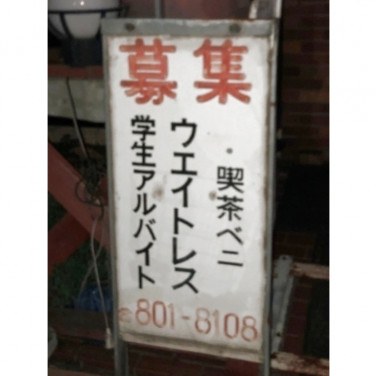 募集
喫茶ベニ
ウエイトレス
学生アルバイト
801-8108